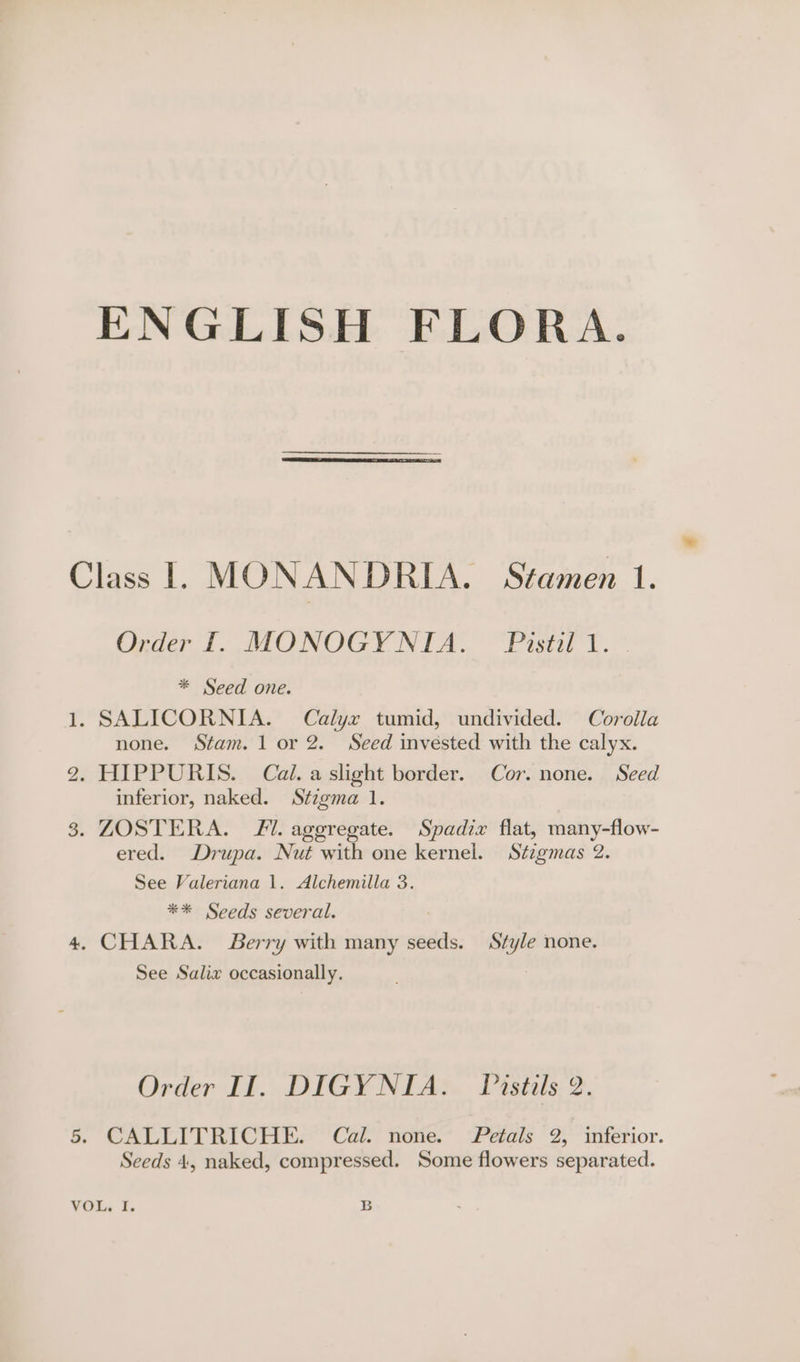 ENGLISH FLORA.
Class I. MONANDRIA. Stamen 1.
Order I. MONOGYNIA. Pistil 1.
* Seed one.
1. SALICORNIA. Calyx tumid, undivided. Corolla
none. Stam. 1 or 2. Seed invested with the calyx.
2. HIPPURIS. Cal. a slight border. Cor. none. Seed
inferior, naked. Stigma 1.
3. ZOSTERA. Fl. aggregate. Spadix flat, many-flow-
ered. Drupa. Nut with one kernel. Stigmas 2.
See Valeriana 1. Alchemilla 3.
** Seeds several.
4. CHARA. Berry with many seeds. Style none.
See Salix occasionally.
Order II. DIGYNIA. Pistils 2.
5. CALLITRICHE. Cal. none. Petals 2, inferior.
Seeds 4, naked, compressed. Some flowers separated.
VOL. I. B